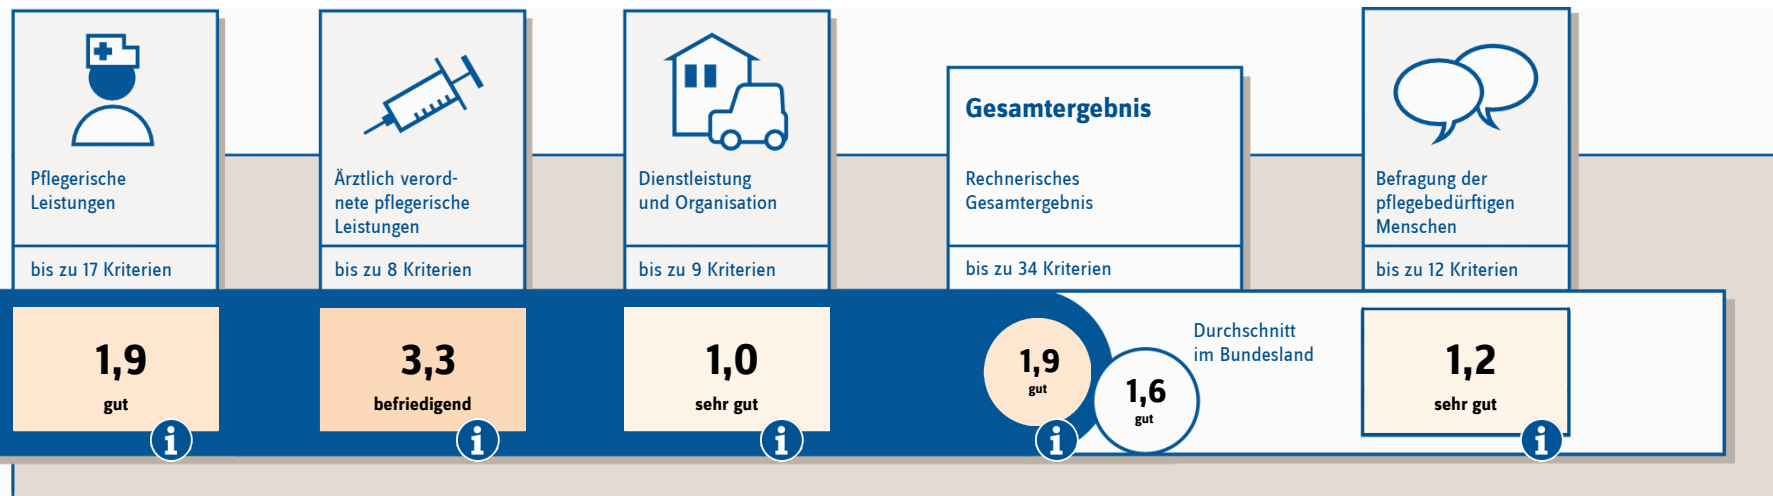 Pflegerische
Leistungen
bis zu 17 Kriterien
1,9
gut
i
Ärztlich verord-
nete pflegerische
Leistungen
bis zu 8 Kriterien
3,3
befriedigend
i
Dienstleistung
und Organisation
bis zu 9 Kriterien
1,0
sehr gut
i
Gesamtergebnis
Rechnerisches
Gesamtergebnis
bis zu 34 Kriterien
1,9
gut
i
Durchschnitt
im Bundesland
1,6
gut
Befragung der
pflegebedürftigen
Menschen
bis zu 12 Kriterien
1,2
sehr gut
i